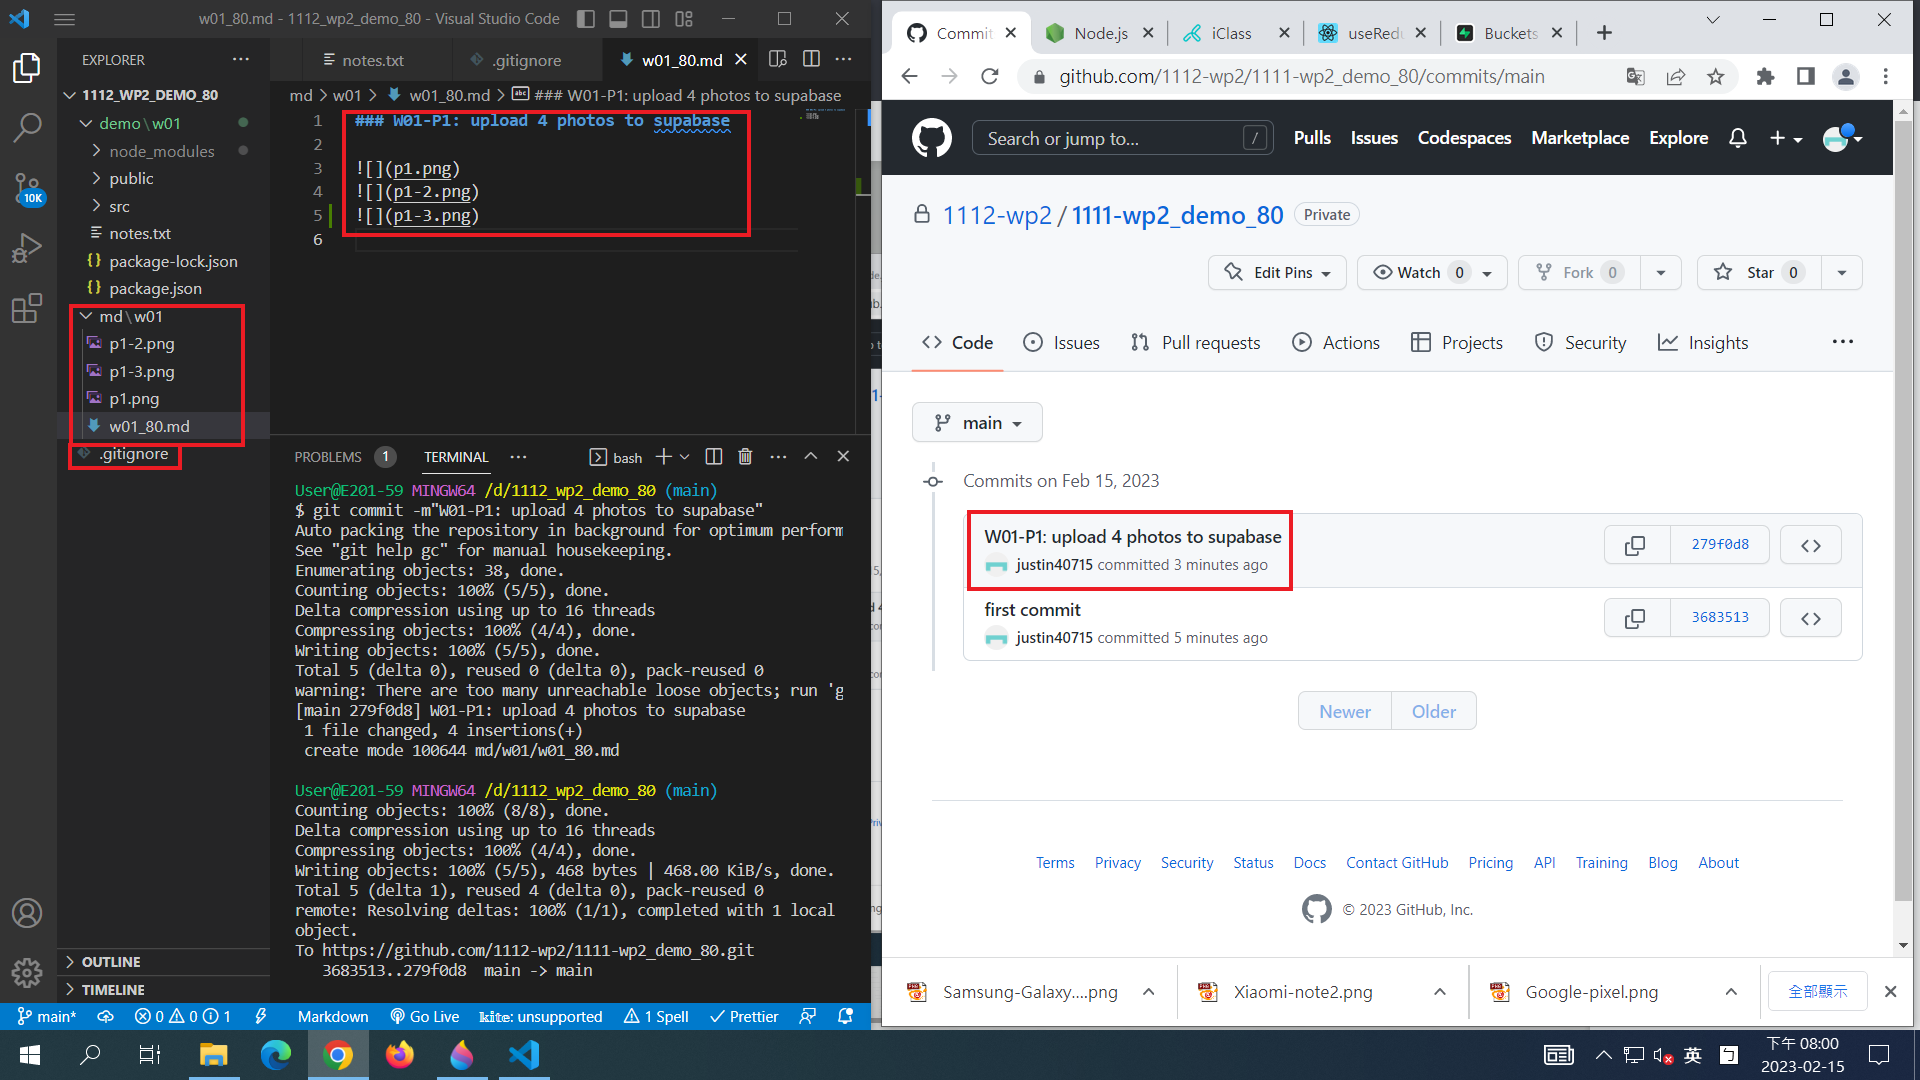 w01_80.md - 1112_wp2_demo_80 - Visual Studio Code
EXPLORER
1112_WP2_DEMO_80
demo\w01
node_modules
public
src
notes.txt
package-lock.json
package.json
md\w01
p1-2.png
p1-3.png
p1.png
w01_80.md
.gitignore
OUTLINE
TIMELINE
10K
notes.txt
.gitignore
w01_80.md
md > w01 > w01_80.md > ### W01-P1: upload 4 photos to supabase
1 ### W01-P1: upload 4 photos to supabase
2
3 ![](p1.png)
4 ![](p1-2.png)
5 ![](p1-3.png)
6
PROBLEMS 1 TERMINAL bash
User@E201-59 MINGW64 /d/1112_wp2_demo_80 (main)
$ git commit -m"W01-P1: upload 4 photos to supabase"
Auto packing the repository in background for optimum perform
See "git help gc" for manual housekeeping.
Enumerating objects: 38, done.
Counting objects: 100% (5/5), done.
Delta compression using up to 16 threads
Compressing objects: 100% (4/4), done.
Writing objects: 100% (5/5), done.
Total 5 (delta 0), reused 0 (delta 0), pack-reused 0
warning: There are too many unreachable loose objects; run 'g
[main 279f0d8] W01-P1: upload 4 photos to supabase
1 file changed, 4 insertions(+)
create mode 100644 md/w01/w01_80.md
User@E201-59 MINGW64 /d/1112_wp2_demo_80 (main)
Counting objects: 100% (8/8), done.
Delta compression using up to 16 threads
Compressing objects: 100% (4/4), done.
Writing objects: 100% (5/5), 468 bytes | 468.00 KiB/s, done.
Total 5 (delta 1), reused 4 (delta 0), pack-reused 0
remote: Resolving deltas: 100% (1/1), completed with 1 local
object.
To https://github.com/1112-wp2/1111-wp2_demo_80.git
3683513..279f0d8 main -> main
main* 0 0 1 Markdown Go Live kite: unsupported 1 Spell Prettier
Commit
Node.js
iClass
useRedu
Buckets
github.com/1112-wp2/1111-wp2_demo_80/commits/main
Search or jump to... / Pulls Issues Codespaces Marketplace Explore
1112-wp2 / 1111-wp2_demo_80 Private
Edit Pins Watch 0 Fork 0 Star 0
Code Issues Pull requests Actions Projects Security Insights
main
Commits on Feb 15, 2023
W01-P1: upload 4 photos to supabase
justin40715 committed 3 minutes ago
279f0d8
first commit
justin40715 committed 5 minutes ago
3683513
Newer Older
Terms Privacy Security Status Docs Contact GitHub Pricing API Training Blog About
© 2023 GitHub, Inc.
Samsung-Galaxy....png
Xiaomi-note2.png
Google-pixel.png
全部顯示
英
ㄅ
下午 08:00
2023-02-15